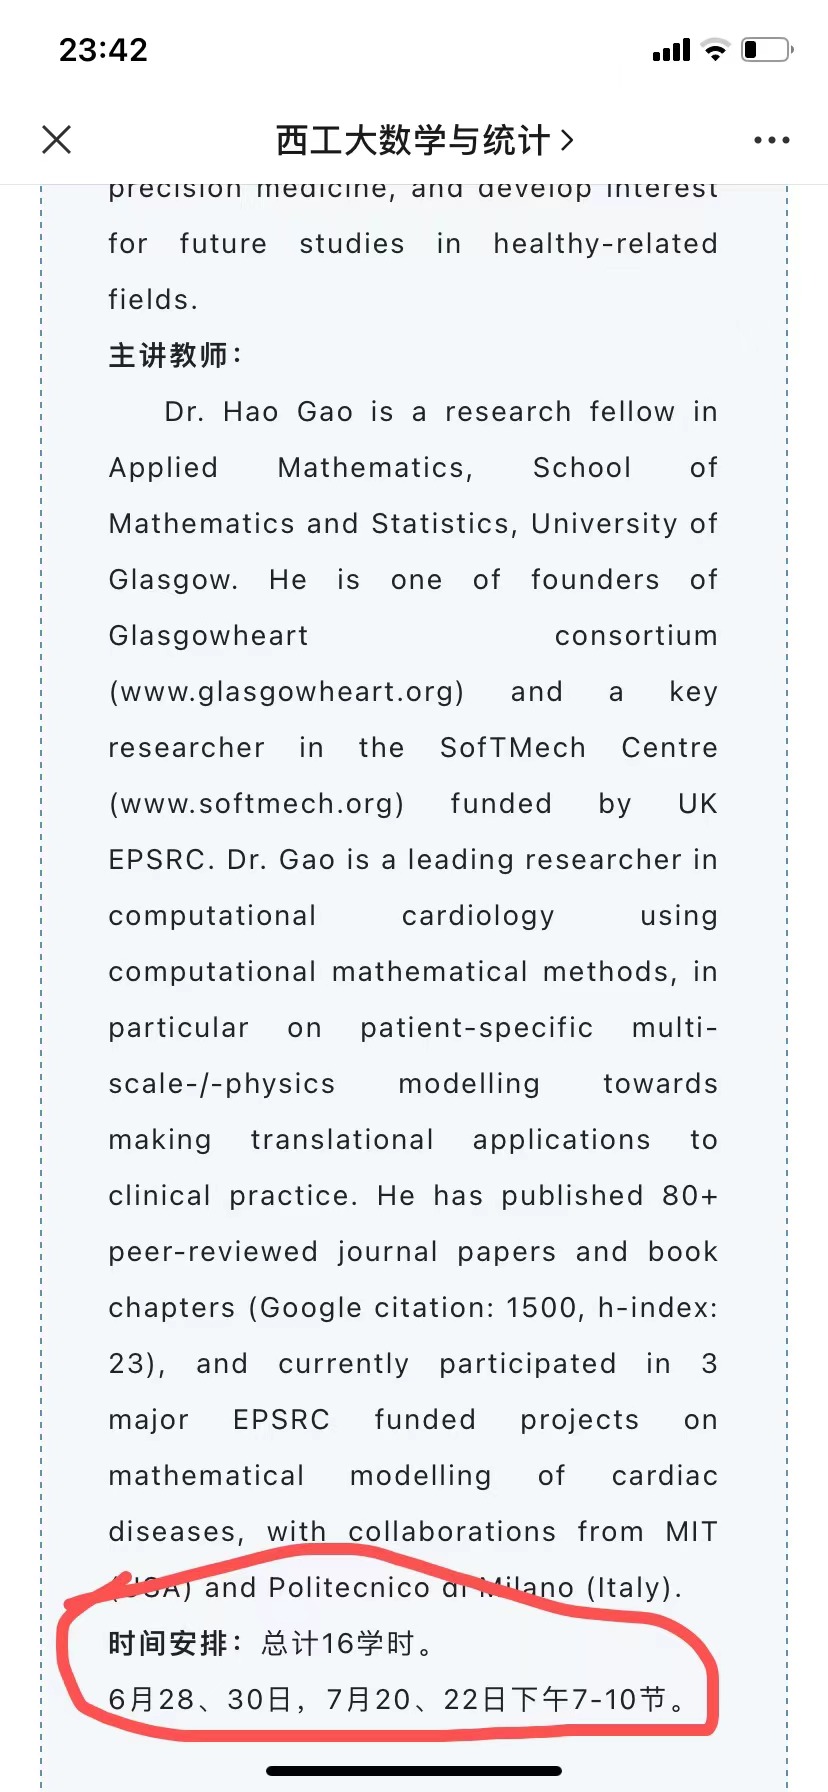 23:42
西工大数学与统计
precision medicine, and develop interest
for future studies in healthy-related
fields.
主讲教师：
Dr. Hao Gao is a research fellow in
Applied Mathematics, School of
Mathematics and Statistics, University of
Glasgow. He is one of founders of
Glasgowheart consortium
(www.glasgowheart.org) and a key
researcher in the SofTMech Centre
(www.softmech.org) funded by UK
EPSRC. Dr. Gao is a leading researcher in
computational cardiology using
computational mathematical methods, in
particular on patient-specific multi-
scale-/-physics modelling towards
making translational applications to
clinical practice. He has published 80+
peer-reviewed journal papers and book
chapters (Google citation: 1500, h-index:
23), and currently participated in 3
major EPSRC funded projects on
mathematical modelling of cardiac
diseases, with collaborations from MIT
(USA) and Politecnico di Milano (Italy).
时间安排：总计16学时。
6月28、30日，7月20、22日下午7-10节。